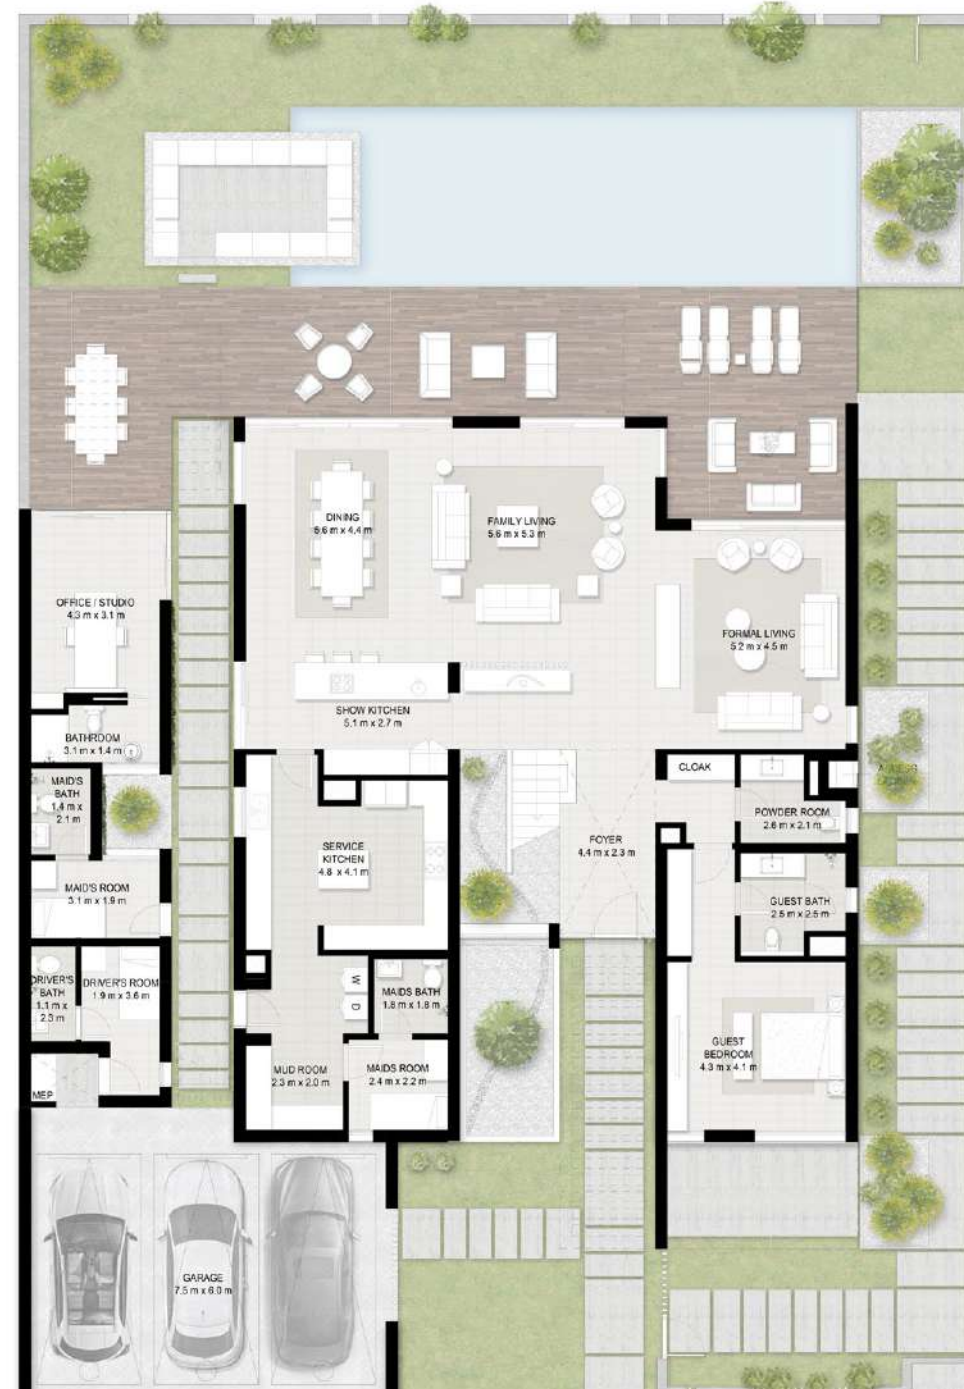 DINING
5.6 m x 4.4 m
FAMILY LIVING
5.6 m x 5.3 m
OFFICE / STUDIO
4.3 m x 3.1 m
FORMAL LIVING
5.2 m x 4.5 m
SHOW KITCHEN
5.1 m x 2.7 m
BATHROOM
3.1 m x 1.4 m
CLOAK
MAID'S
BATH
1.4 m x
2.1 m
POWDER ROOM
2.6 m x 2.1 m
FOYER
4.4 m x 2.3 m
SERVICE
KITCHEN
4.8 x 4.1 m
MAID'S ROOM
3.1 m x 1.9 m
GUEST BATH
2.5 m x 2.5 m
DRIVER'S
BATH
1.1 m x
2.3 m
DRIVER'S ROOM
1.9 m x 3.6 m
W
D
MAIDS BATH
1.8 m x 1.8 m
GUEST
BEDROOM
4.3 m x 4.1 m
MUD ROOM
2.3 m x 2.0 m
MAIDS ROOM
2.4 m x 2.2 m
MEP
GARAGE
7.5 m x 6.0 m